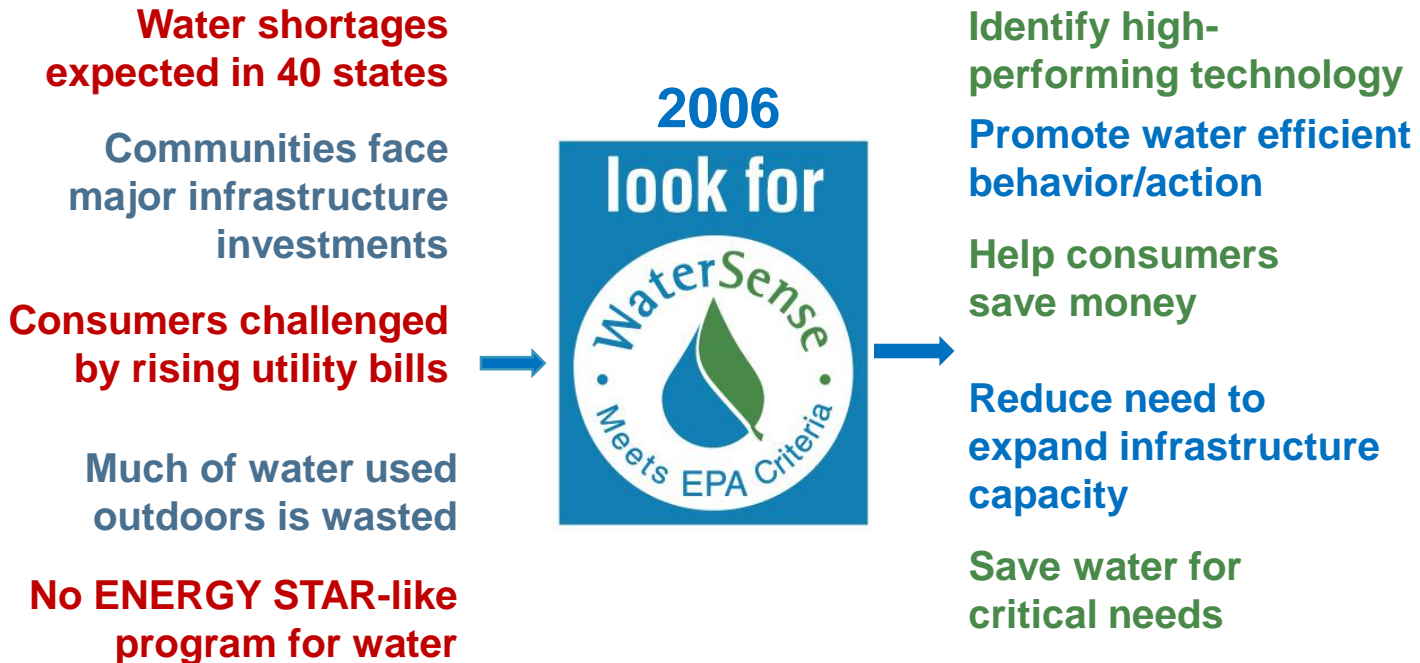 Water shortages
expected in 40 states
Communities face
major infrastructure
investments
Consumers challenged
by rising utility bills
Much of water used
outdoors is wasted
No ENERGY STAR-like
program for water
2006
look for
WaterSense
• Meets EPA Criteria •
Identify high-
performing technology
Promote water efficient
behavior/action
Help consumers
save money
Reduce need to
expand infrastructure
capacity
Save water for
critical needs